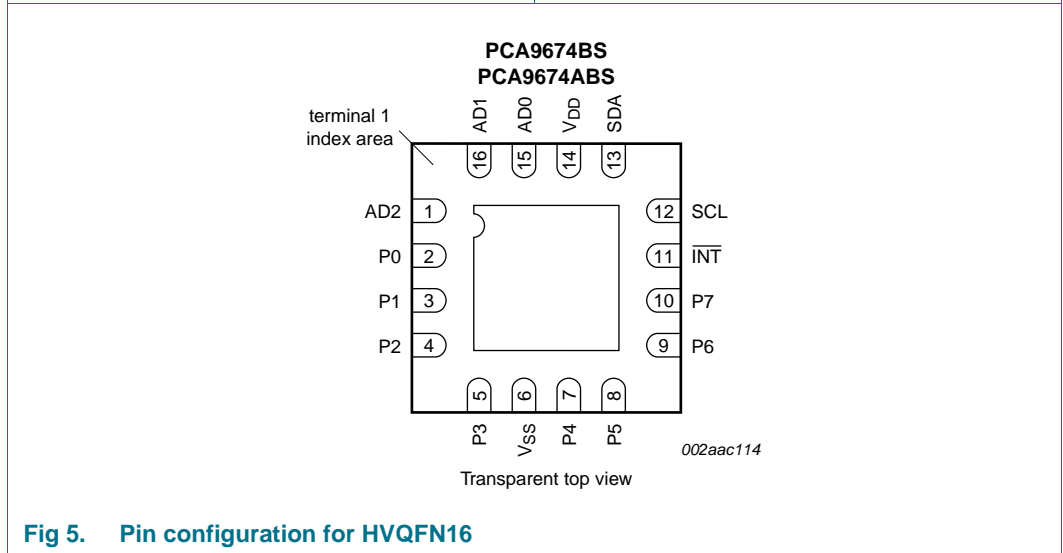 PCA9674BS
PCA9674ABS
terminal 1
index area
AD1
AD0
VDD
SDA
16
15
14
13
AD2 1
12 SCL
P0 2
11 INT
P1 3
10 P7
P2 4
9 P6
5
6
7
8
P3
VSS
P4
P5
002aac114
Transparent top view
Fig 5. Pin configuration for HVQFN16